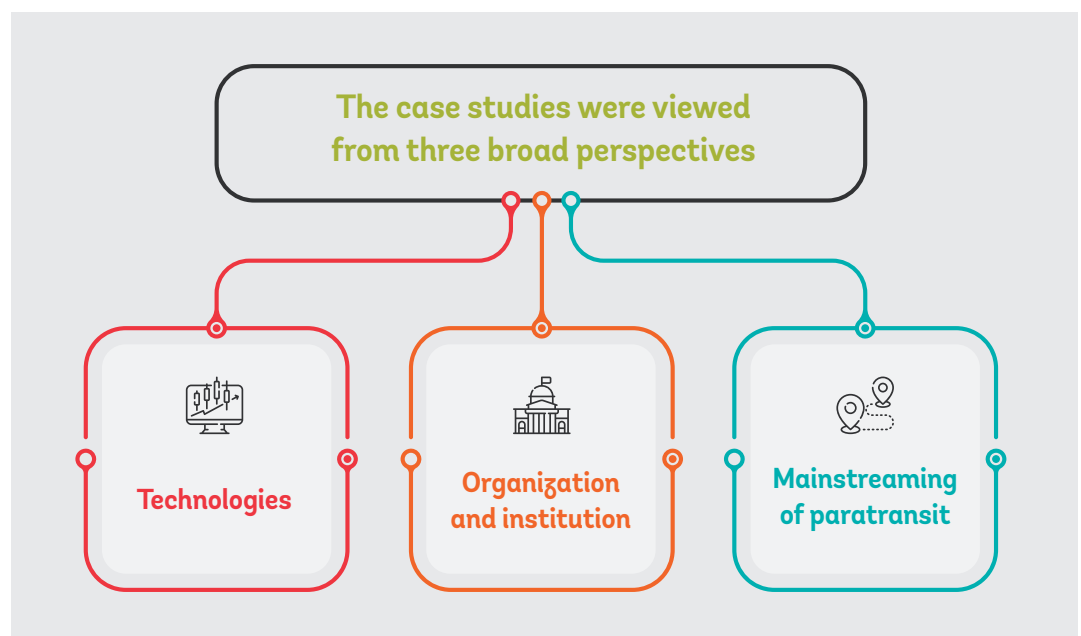 The case studies were viewed
from three broad perspectives
Technologies
Organization
and institution
Mainstreaming
of paratransit